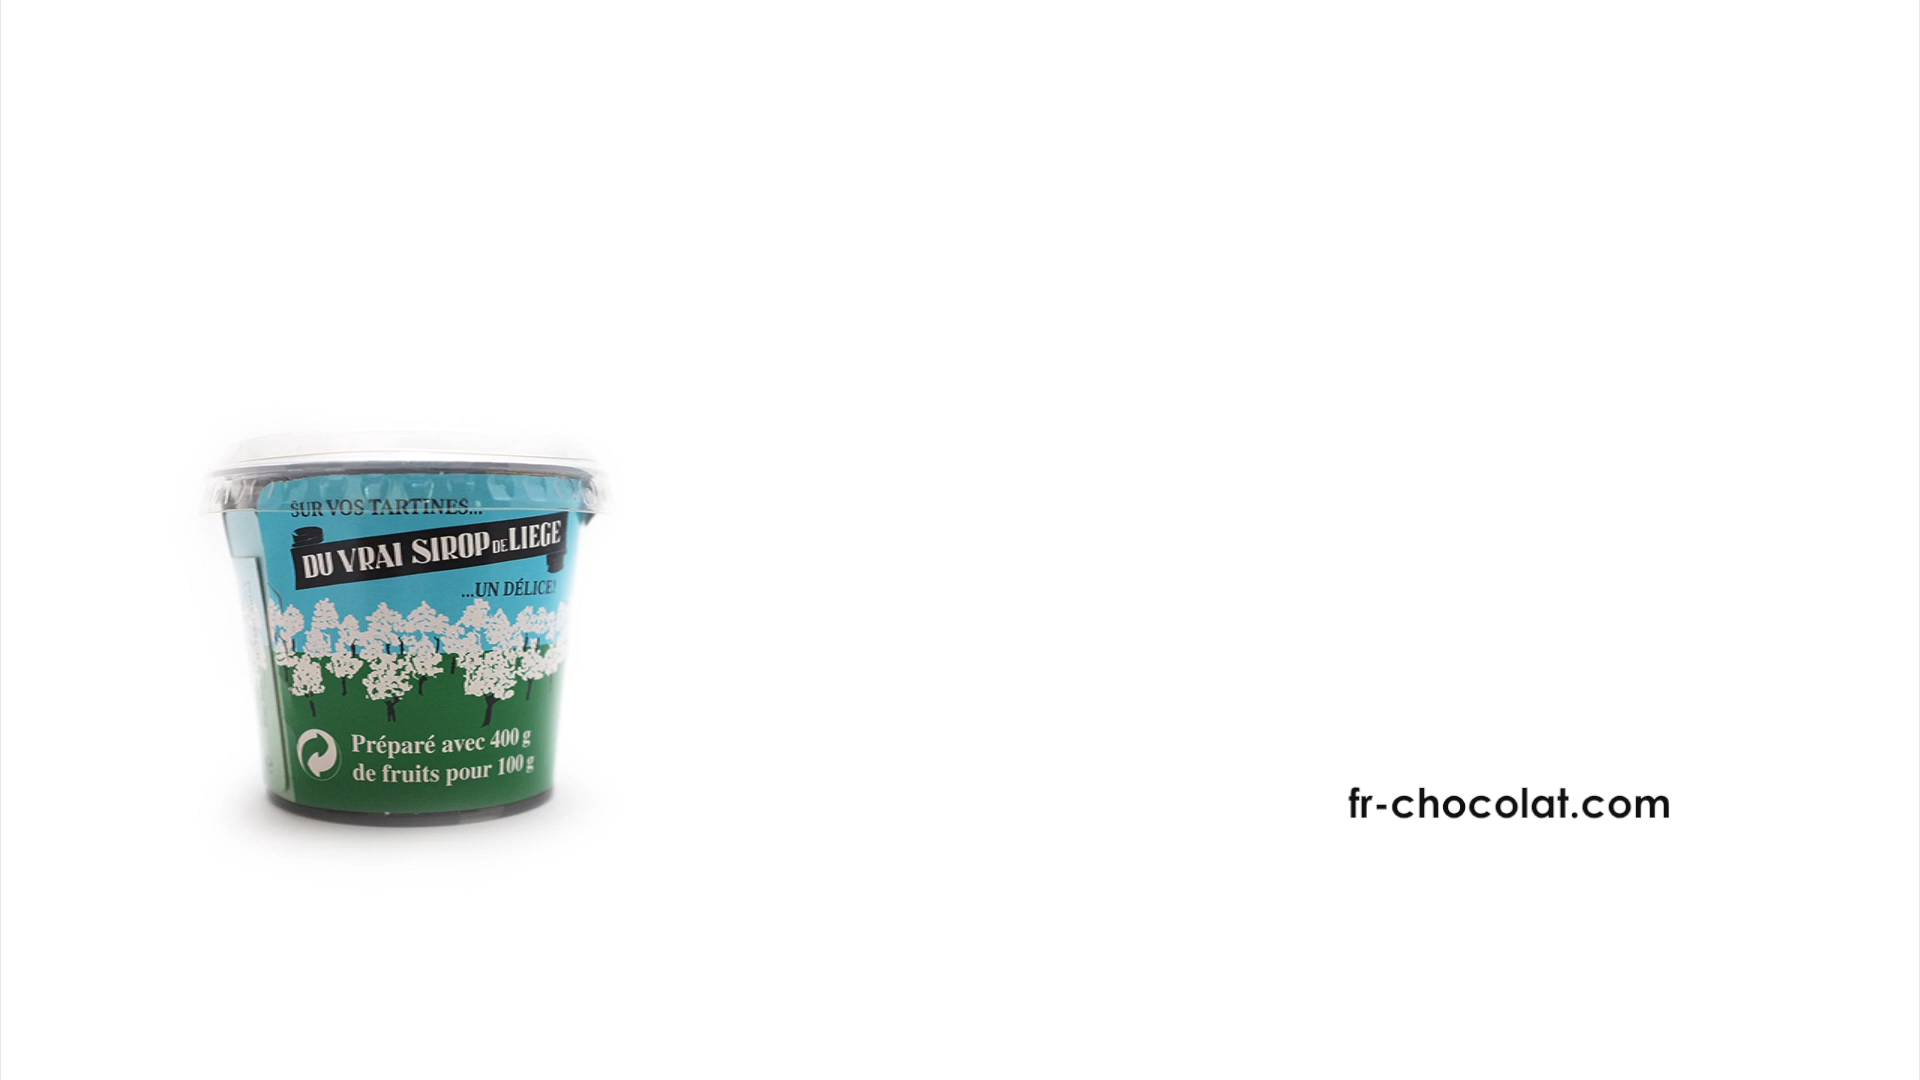 SUR VOS TARTINES...
DU VRAI SIROP DE LIEGE
...UN DÉLICE!
Préparé avec 400 g
de fruits pour 100 g
fr-chocolat.com